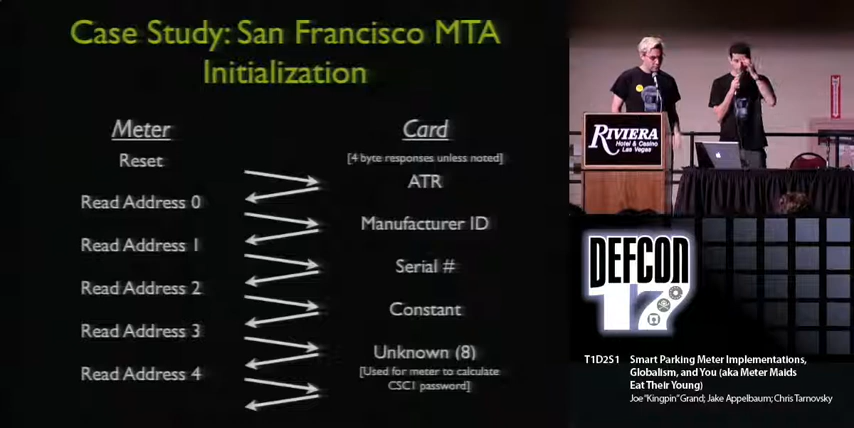 Case Study: San Francisco MTA
Initialization
Meter
Card
Reset
[4 byte responses unless noted]
ATR
Read Address 0
Manufacturer ID
Read Address 1
Serial #
Read Address 2
Constant
Read Address 3
Unknown (8)
Read Address 4
[Used for meter to calculate
CSC1 password]
RIVIERA
Hotel & Casino
Las Vegas
DEFCON
17
T1D2S1
Smart Parking Meter Implementations,
Globalism, and You (aka Meter Maids
Eat Their Young)
Joe "Kingpin" Grand; Jake Appelbaum; Chris Tarnovsky